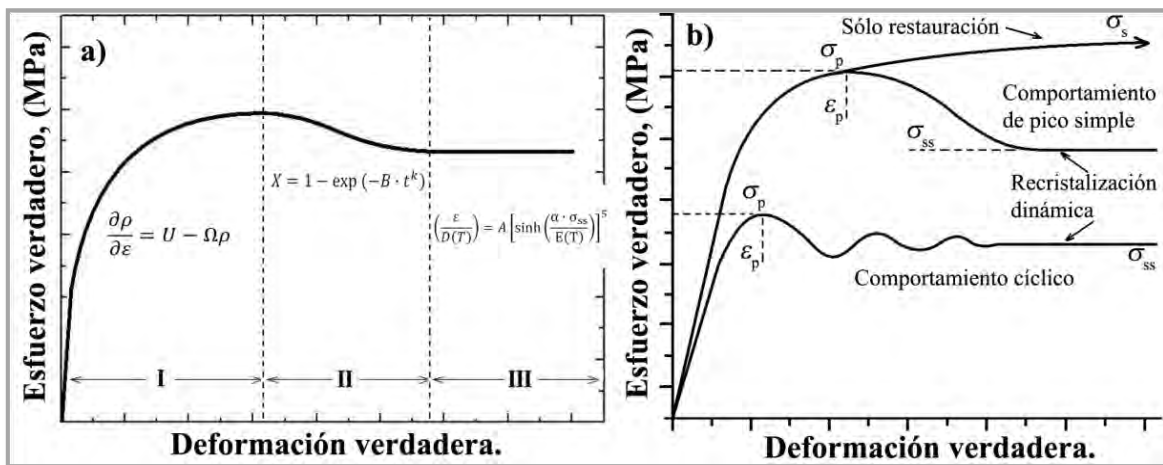 a)
Esfuerzo verdadero, (MPa)
∂ρ/∂ε = U − Ωρ
X = 1 − exp (−B · t^k)
(ε/D(T)) = A [sinh (α · σss/E(T))]^5
I
II
III
Deformación verdadera.
b)
Esfuerzo verdadero, (MPa)
Sólo restauración
σs
σp
εp
Comportamiento
de pico simple
σss
Recristalización
dinámica
σp
εp
σss
Comportamiento cíclico
Deformación verdadera.